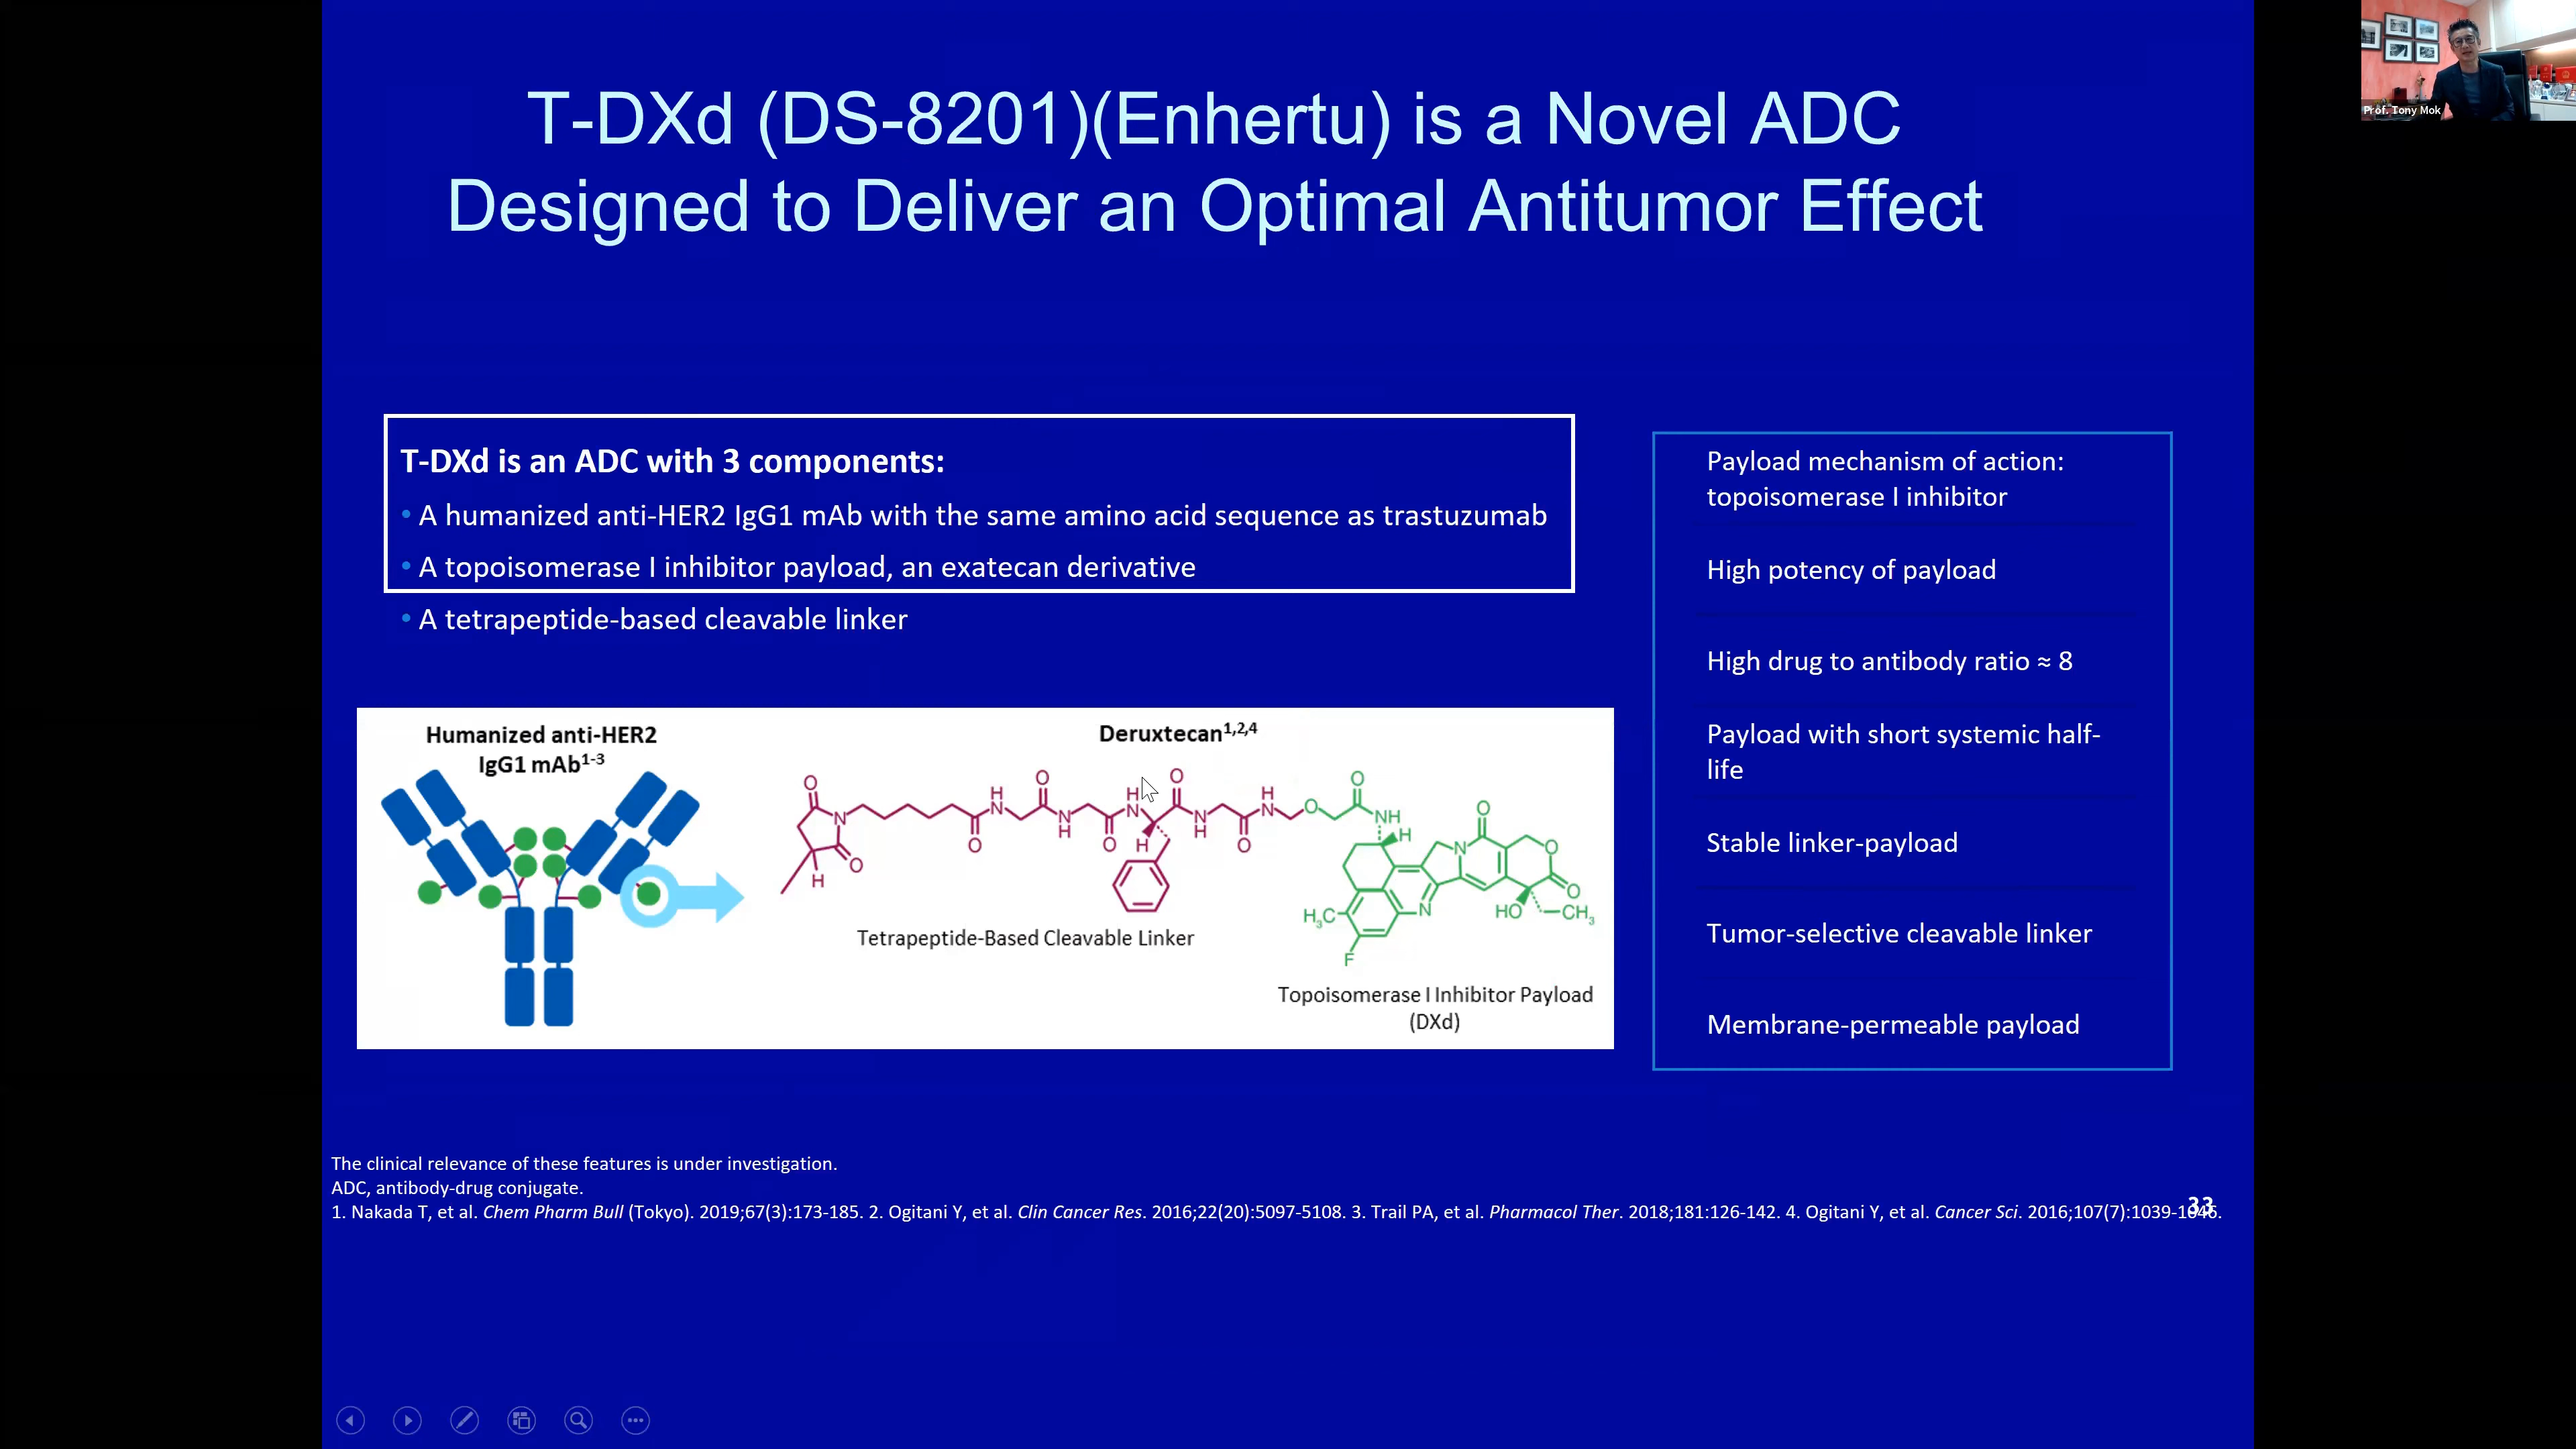 T-DXd (DS-8201)(Enhertu) is a Novel ADC
Designed to Deliver an Optimal Antitumor Effect
Prof. Tony Mok
T-DXd is an ADC with 3 components:
• A humanized anti-HER2 IgG1 mAb with the same amino acid sequence as trastuzumab
• A topoisomerase I inhibitor payload, an exatecan derivative
• A tetrapeptide-based cleavable linker
Payload mechanism of action:
topoisomerase I inhibitor
High potency of payload
High drug to antibody ratio ≈ 8
Payload with short systemic half-
life
Stable linker-payload
Tumor-selective cleavable linker
Membrane-permeable payload
Humanized anti-HER2
IgG1 mAb1-3
Deruxtecan1,2,4
O
O
O
O
H
N
H
N
H
N
O
NH
N
N
H
N
H
O
O
H
O
O
H
H
O
N
O
O
HO
CH3
H3C
N
F
Tetrapeptide-Based Cleavable Linker
Topoisomerase I Inhibitor Payload
(DXd)
The clinical relevance of these features is under investigation.
ADC, antibody-drug conjugate.
1. Nakada T, et al. Chem Pharm Bull (Tokyo). 2019;67(3):173-185. 2. Ogitani Y, et al. Clin Cancer Res. 2016;22(20):5097-5108. 3. Trail PA, et al. Pharmacol Ther. 2018;181:126-142. 4. Ogitani Y, et al. Cancer Sci. 2016;107(7):1039-1046.
33